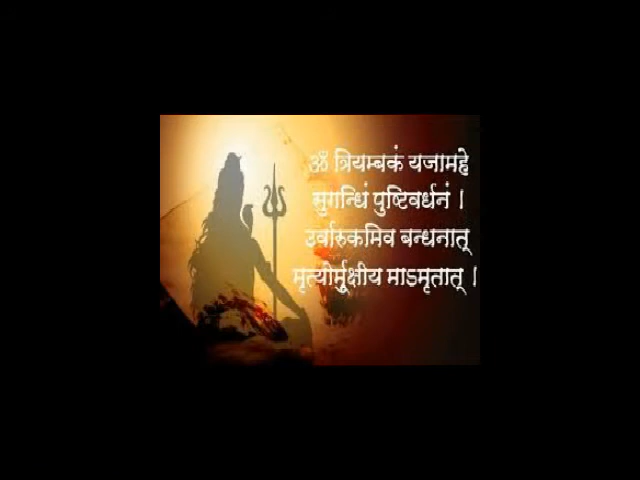 ॐ त्रियम्बकं यजामहे
सुगन्धिं पुष्टिवर्धनं ।
उर्वारुकमिव बन्धनात्
मृत्योर्मुक्षीय माऽमृतात् ।